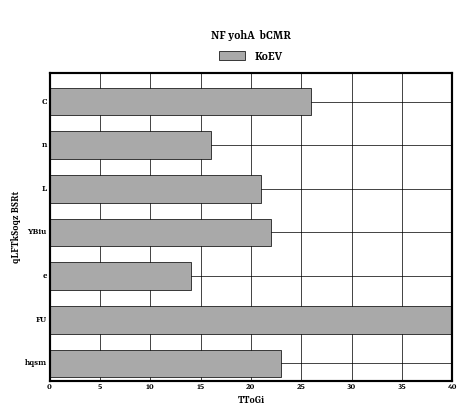 NF yohA bCMR
KoEV
C
n
L
YBiu
e
FU
hqsm
qLFTkSoqz BSRt
0 5 10 15 20 25 30 35 40
TToGi